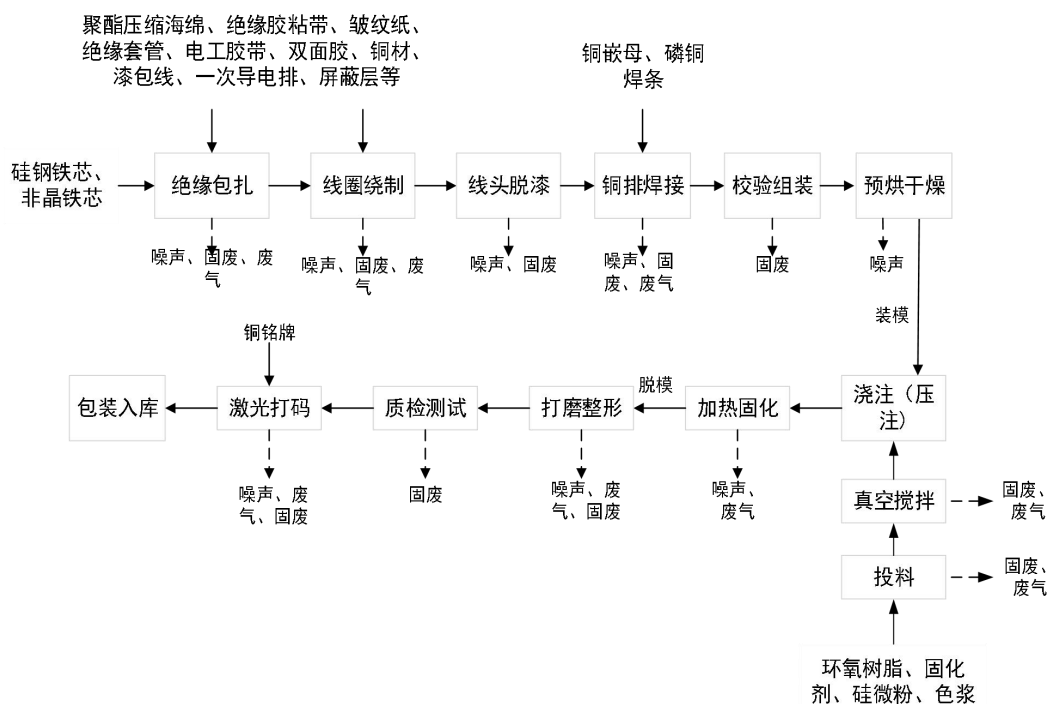 聚酯压缩海绵、绝缘胶粘带、皱纹纸、
绝缘套管、电工胶带、双面胶、铜材、
漆包线、一次导电排、屏蔽层等
铜嵌母、磷铜
焊条
硅钢铁芯、
非晶铁芯
绝缘包扎
线圈绕制
线头脱漆
铜排焊接
校验组装
预烘干燥
噪声、固废、废
气
噪声、固废、废
气
噪声、固废
噪声、固
废、废气
固废
噪声
装模
铜铭牌
脱模
包装入库
激光打码
质检测试
打磨整形
加热固化
浇注（压
注）
噪声、废
气、固废
固废
噪声、废
气、固废
噪声、
废气
真空搅拌
固废、
废气
投料
固废、
废气
环氧树脂、固化
剂、硅微粉、色浆